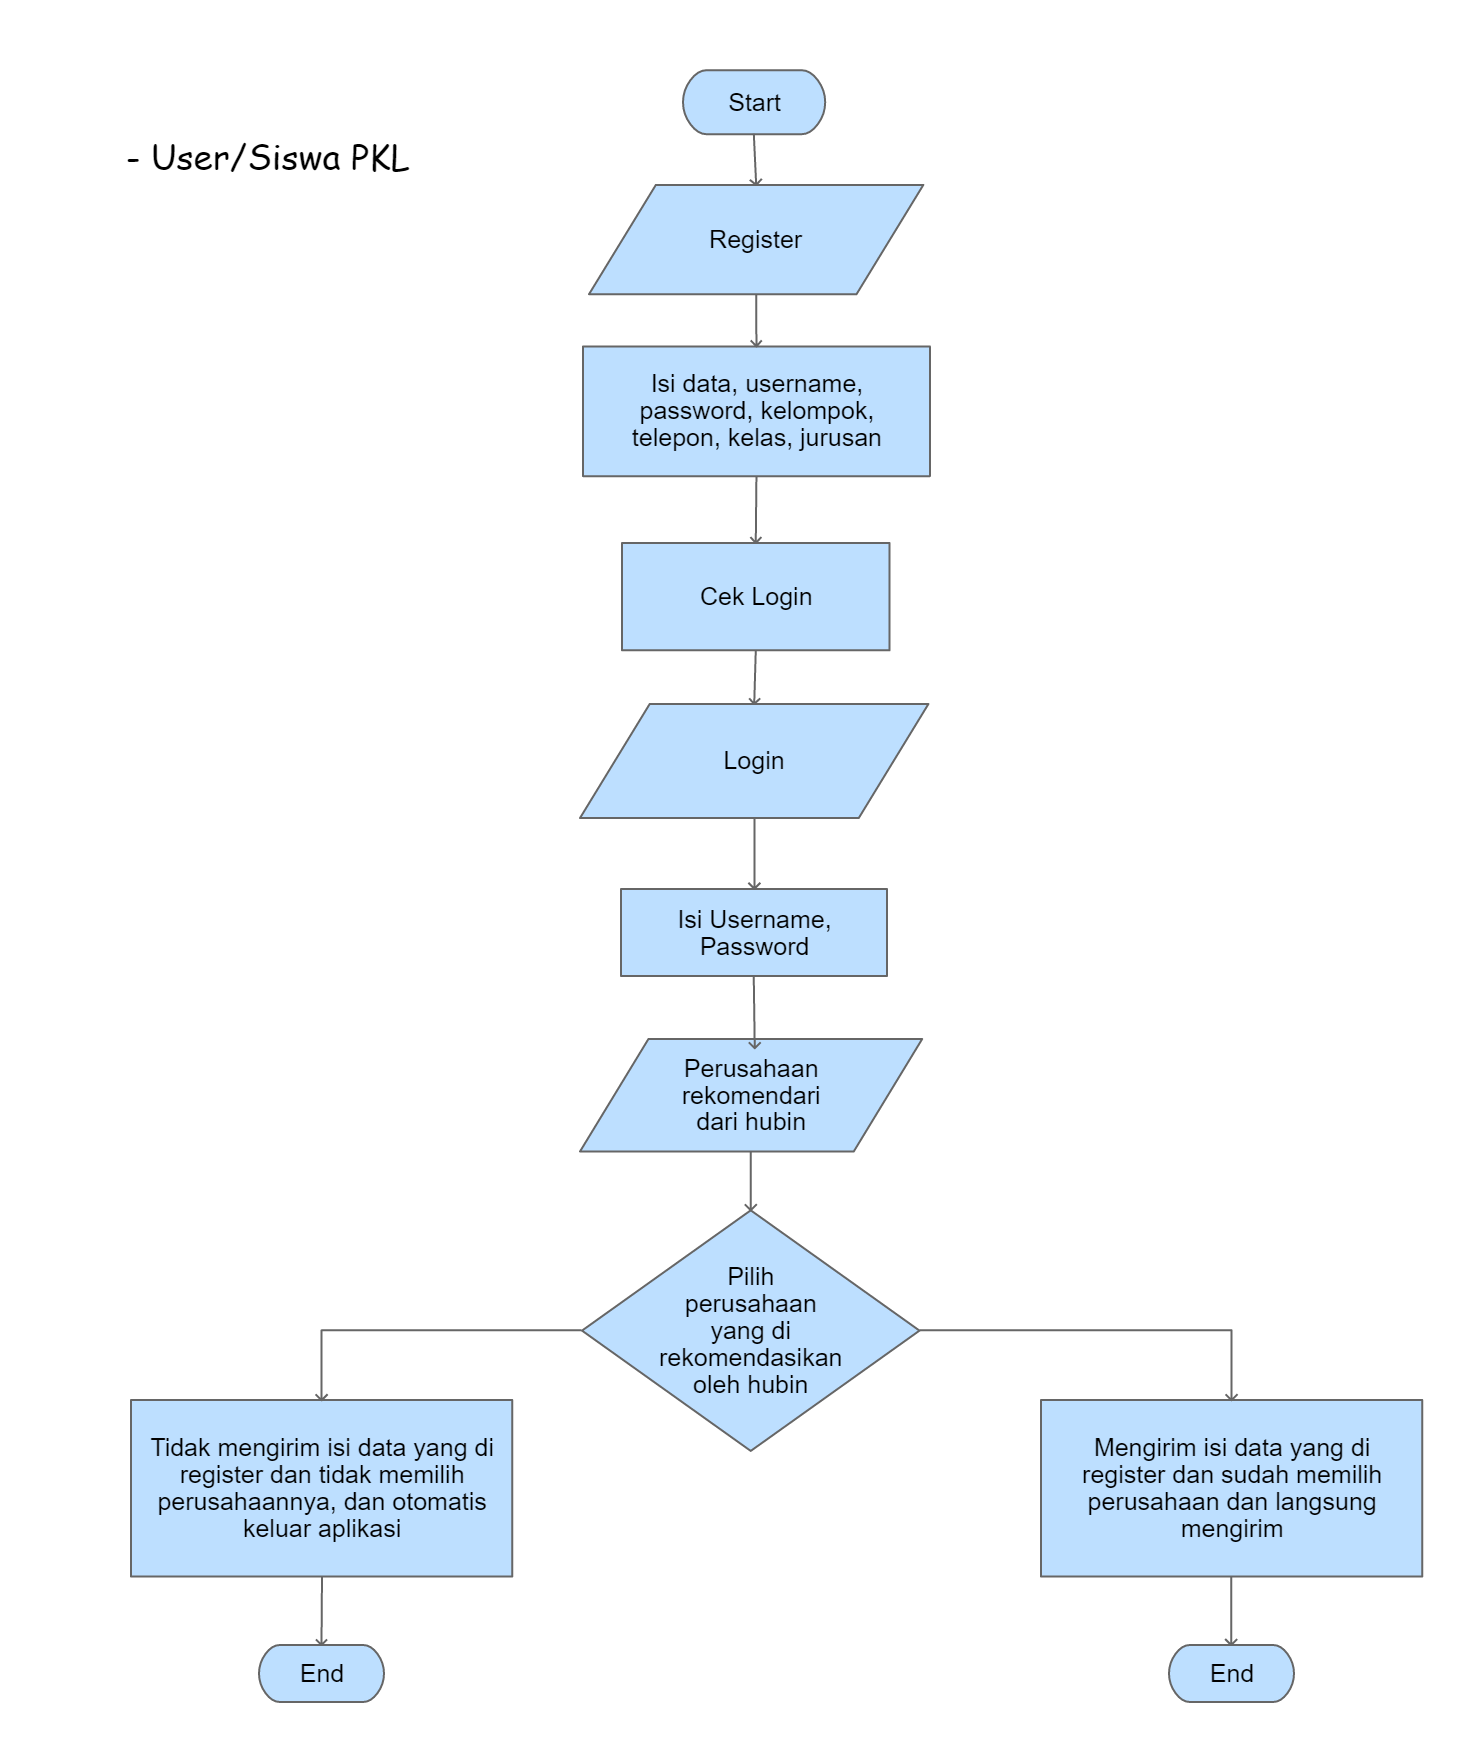 Start
- User/Siswa PKL
Register
Isi data, username,
password, kelompok,
telepon, kelas, jurusan
Cek Login
Login
Isi Username,
Password
Perusahaan
rekomendari
dari hubin
Pilih
perusahaan
yang di
rekomendasikan
oleh hubin
Tidak mengirim isi data yang di
register dan tidak memilih
perusahaannya, dan otomatis
keluar aplikasi
Mengirim isi data yang di
register dan sudah memilih
perusahaan dan langsung
mengirim
End
End